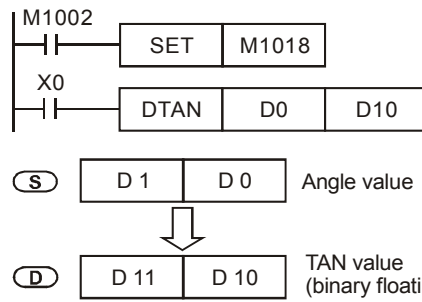 M1002
SET M1018
X0
DTAN D0 D10
S D 1 D 0 Angle value
D D 11 D 10 TAN value
(binary floati